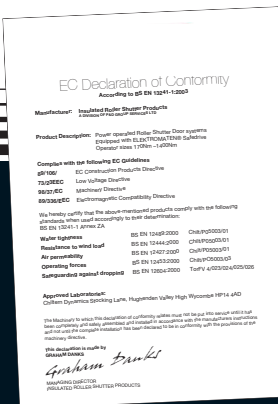 EC Declaration of Conformity
According to BS EN 13241-1:2003
Manufacturer: Insulated Roller Shutter Products
A DIVISION OF P&D GROUP SERVICES LTD
Product Description: Power operated Roller Shutter Door systems
Equipped with ELEKTROMATEN® Safedrive
Operator sizes 170Nm -1400Nm
Complies with the following EC Guidelines
89/106/ EC Construction Products Directive
73/23EEC Low Voltage Directive
98/37/EC Machinery Directive
89/336/EEC Electromagnetic Compatibility Directive
We hereby certify that the above-mentioned products comply with the following
standards when used accordingly to their determination:
BS EN 13241-1 Annex ZA
Water tightness BS EN 12489:2000 Chilt/P03003/01
Resistance to wind load BS EN 12444:2000 Chilt/P05003/01
Air permeability BS EN 12427:2000 Chilt/P05003/01
Operating forces BS EN 12453:2000 Chilt/P05003/03
Safeguarding against dropping BS EN 12604:2000 TorFV 4/023/024/025/026
Approved Laboratories:
Chiltern Dynamics Stocking Lane, Hughenden Valley High Wycombe HP14 4AD
The Machinery to which this declaration of conformity relates must not be put into service until it has
been completely and safely assembled and installed in accordance with the manufacturers instructions
and not until the complete installation has been declared to be in conformity with the provisions of the
machinery directive.
This declaration is made by
GRAHAM DANKS
Graham Danks
MANAGING DIRECTOR
INSULATED ROLLER SHUTTER PRODUCTS